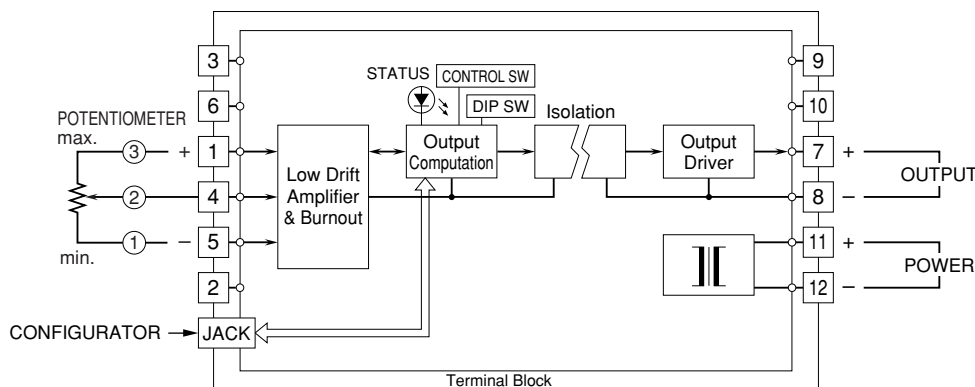 3
6
POTENTIOMETER
max.
3 + 1
2 4
1 − 5
min.
2
CONFIGURATOR JACK
Low Drift
Amplifier
& Burnout
STATUS
CONTROL SW
DIP SW
Output
Computation
Isolation
Output
Driver
9
10
7 +
OUTPUT
8 −
11 +
POWER
12 −
Terminal Block